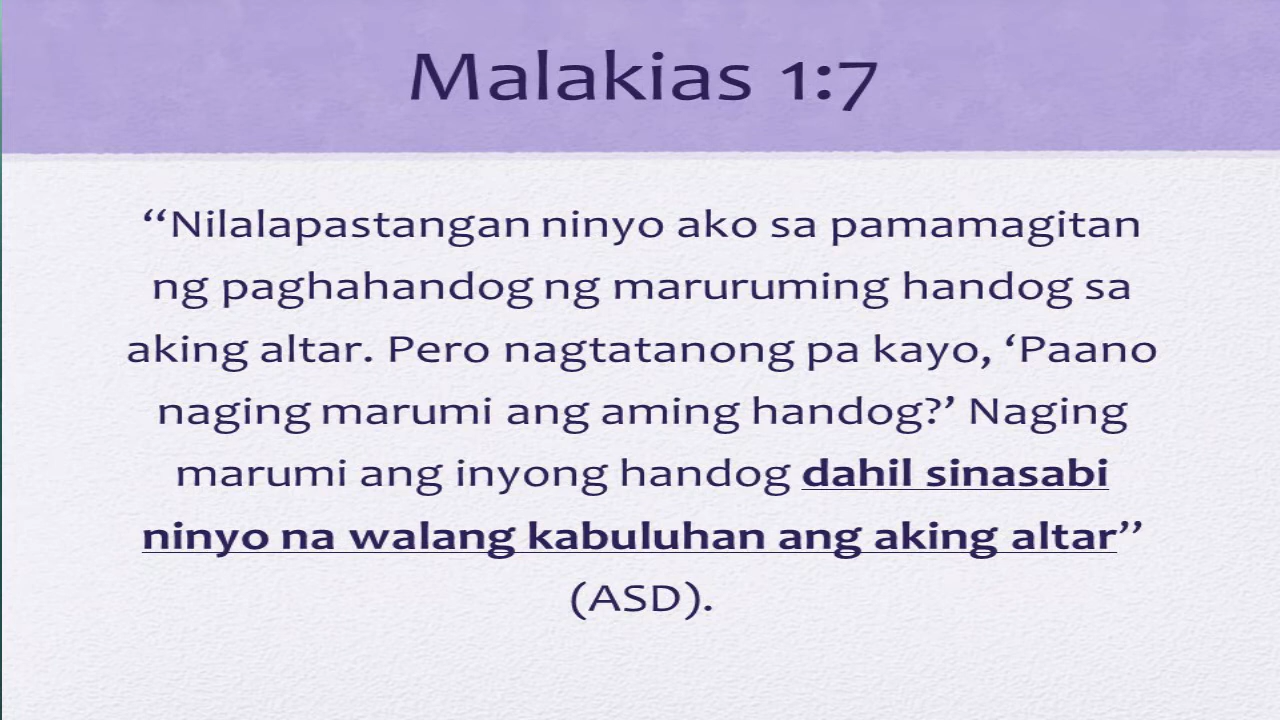 Malakias 1:7
“Nilalapastangan ninyo ako sa pamamagitan
ng paghahandog ng maruruming handog sa
aking altar. Pero nagtatanong pa kayo, ‘Paano
naging marumi ang aming handog?’ Naging
marumi ang inyong handog dahil sinasabi
ninyo na walang kabuluhan ang aking altar”
(ASD).